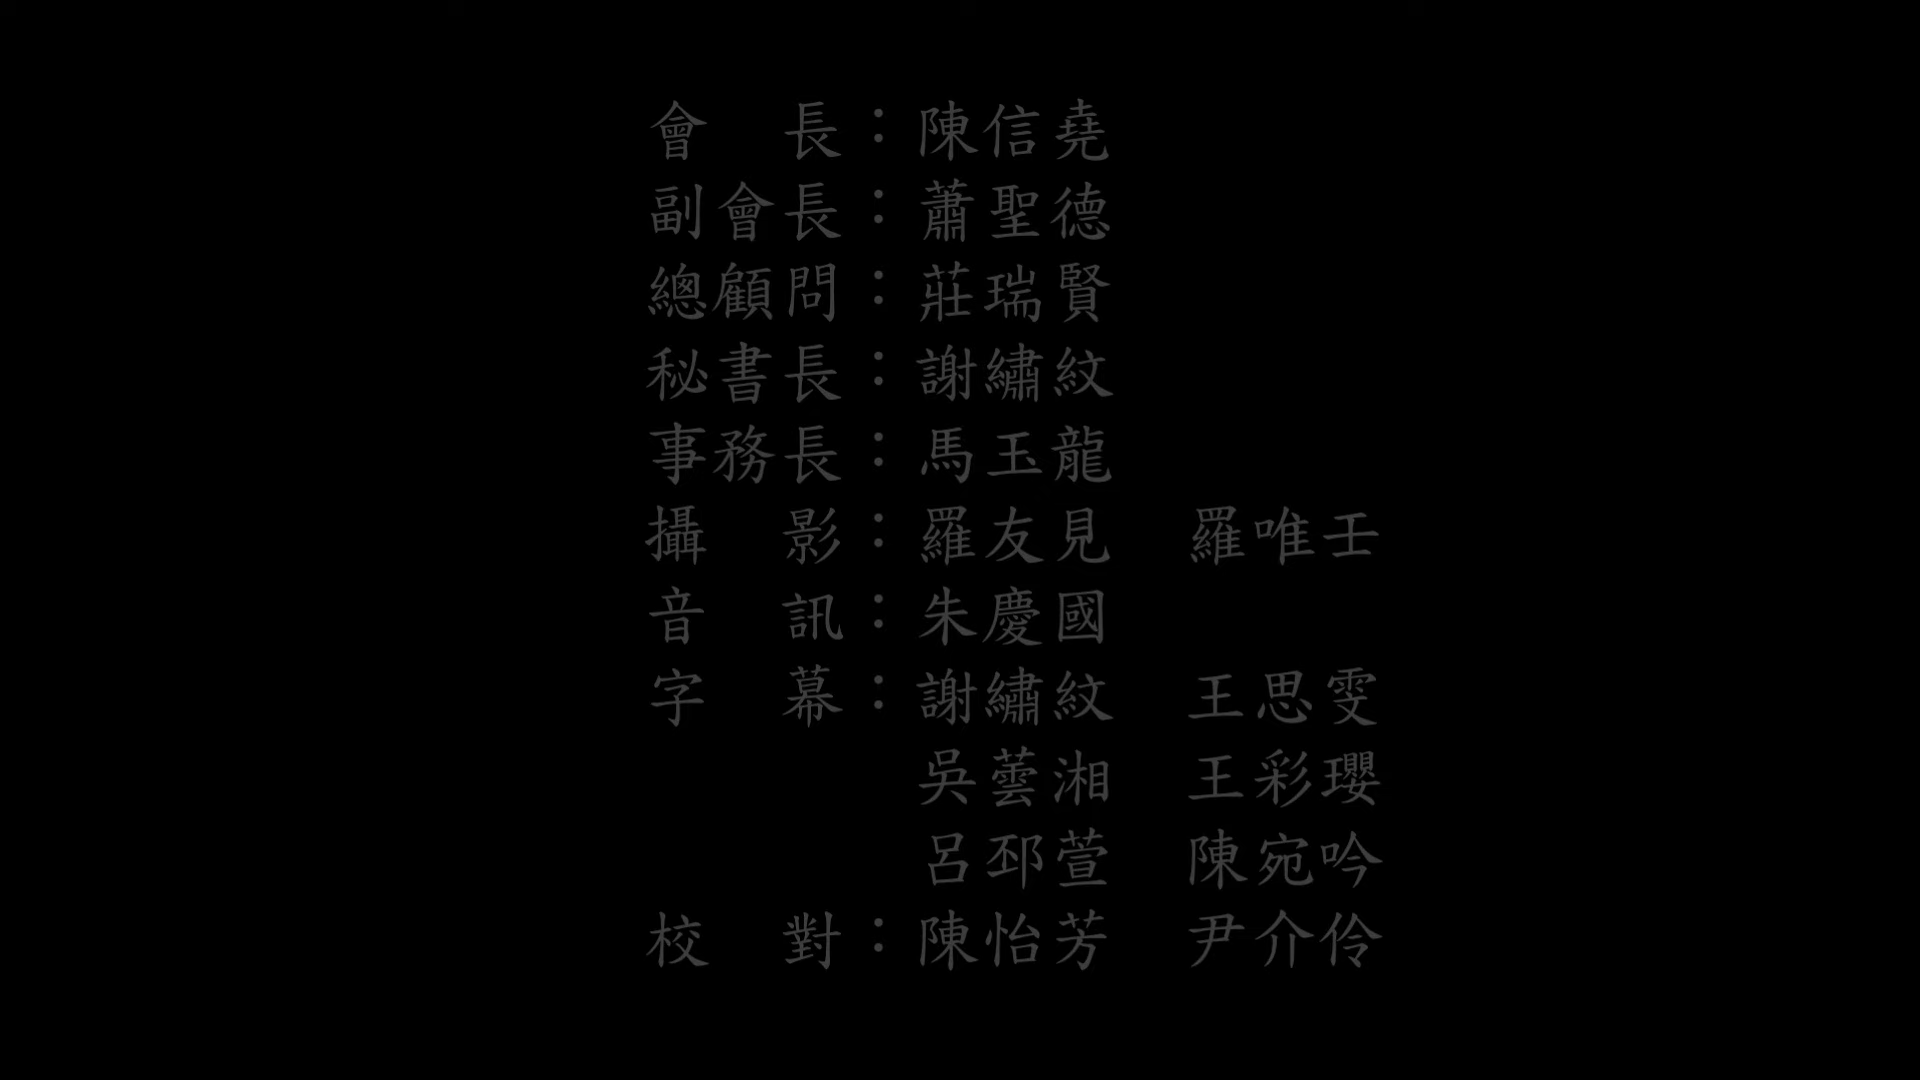 會　長：陳信堯
副會長：蕭聖德
總顧問：莊瑞賢
秘書長：謝繡紋
事務長：馬玉龍
攝　影：羅友見　羅唯壬
音　訊：朱慶國
字　幕：謝繡紋　王思雯
吳蕓湘　王彩瓔
呂邳萱　陳宛吟
校　對：陳怡芳　尹介伶